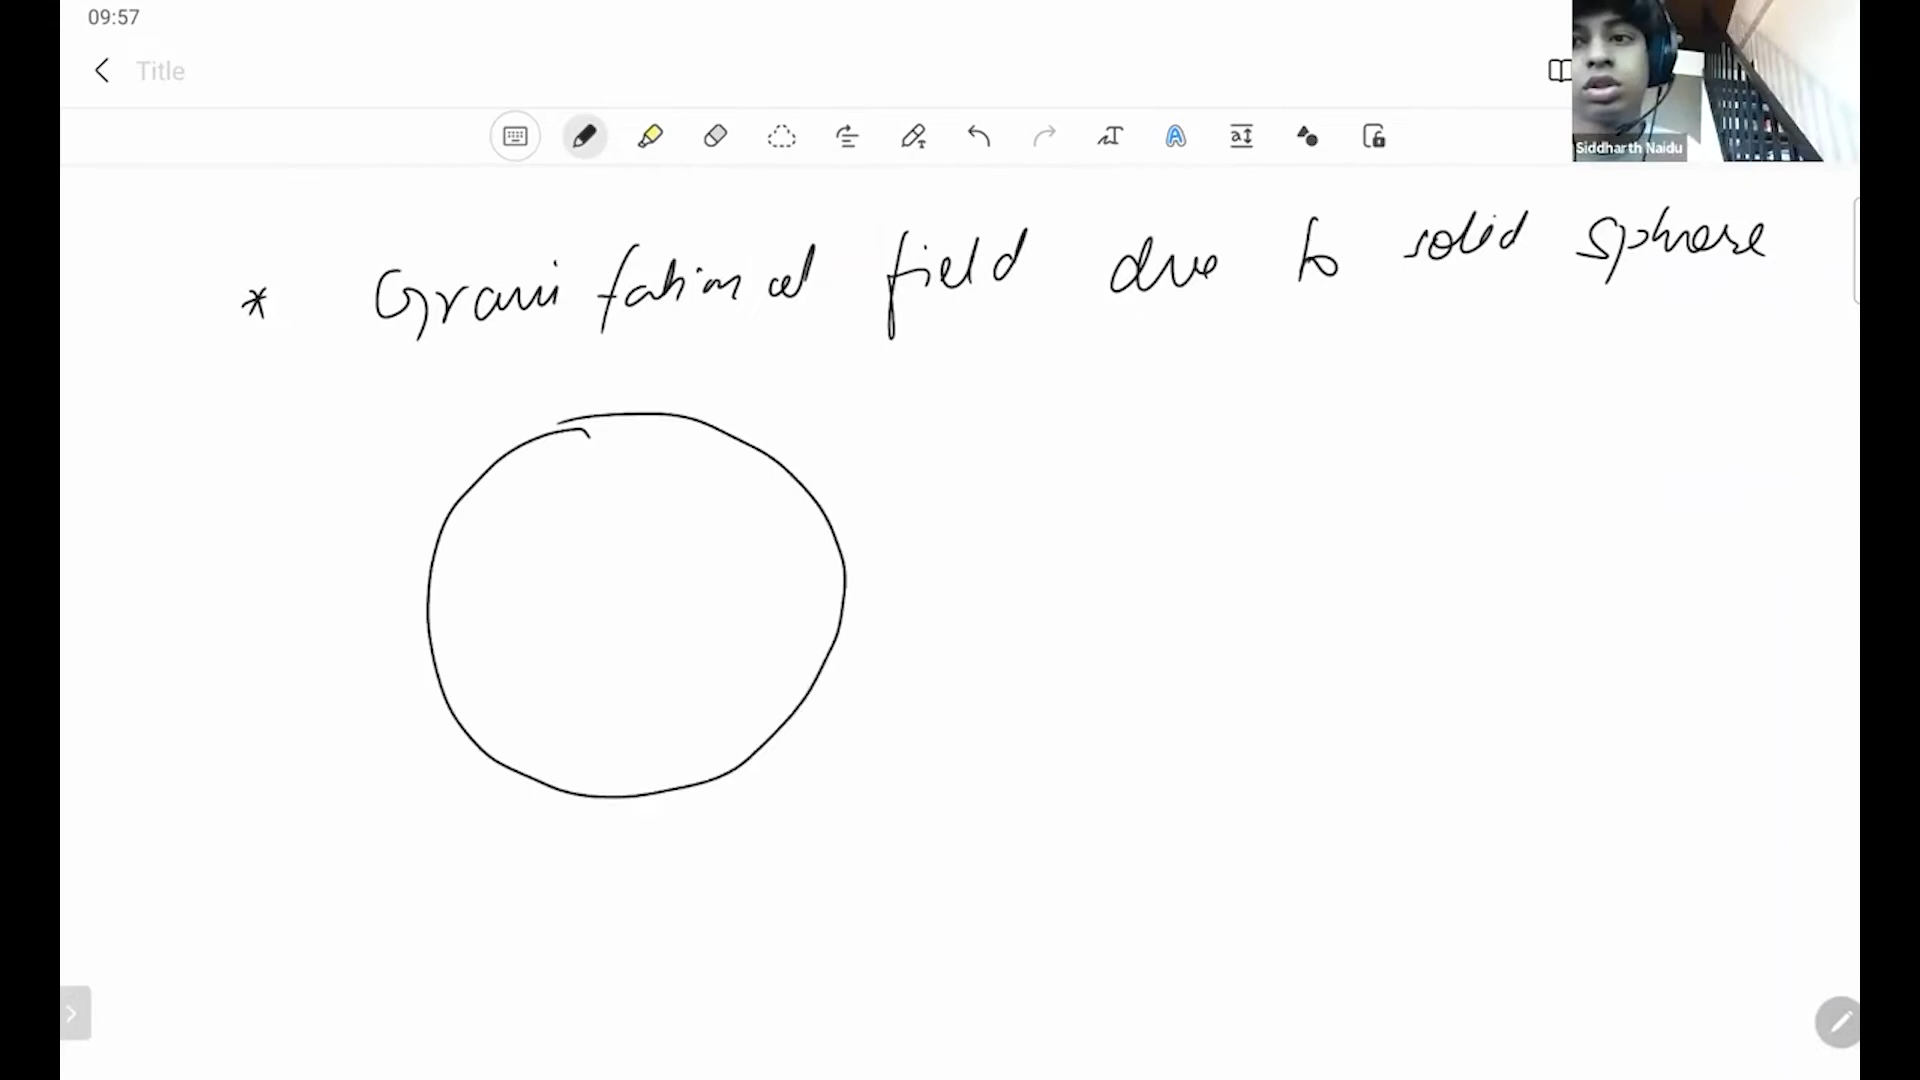 09:57
Title
Siddharth Naidu
* Gravitational field due to solid sphere